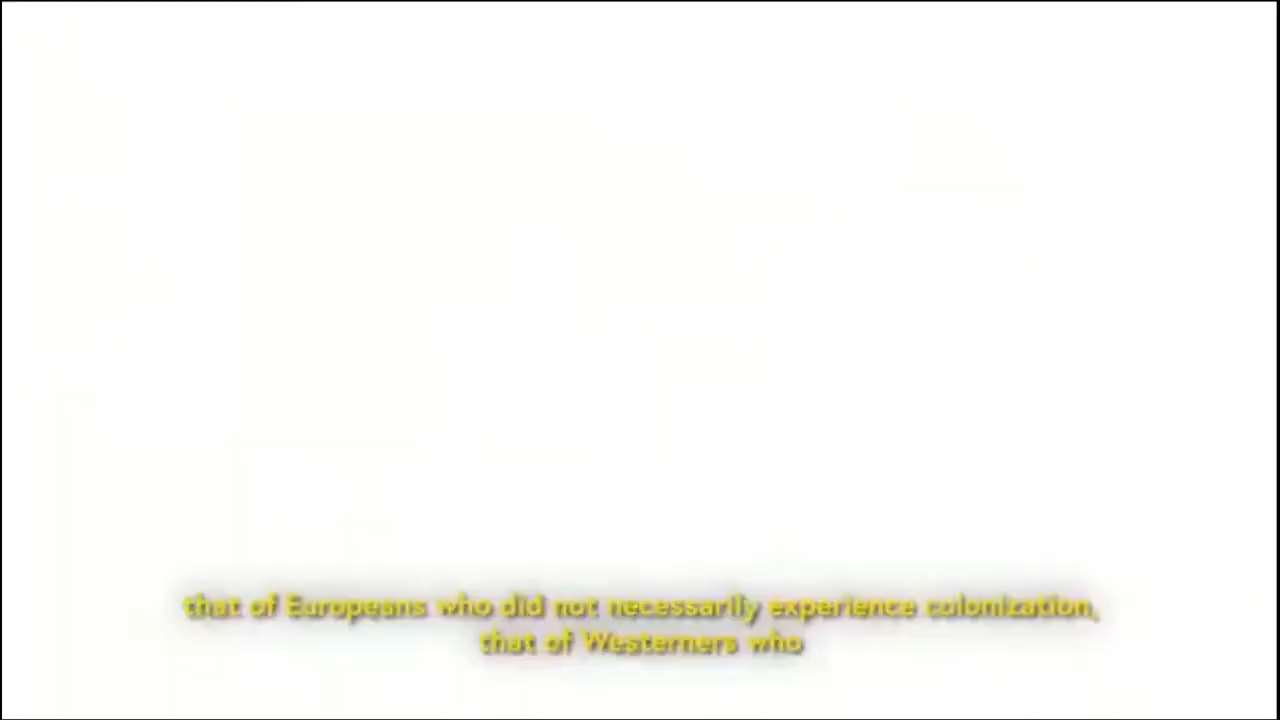 that of Europeans who did not necessarily experience colonization,
that of Westerners who